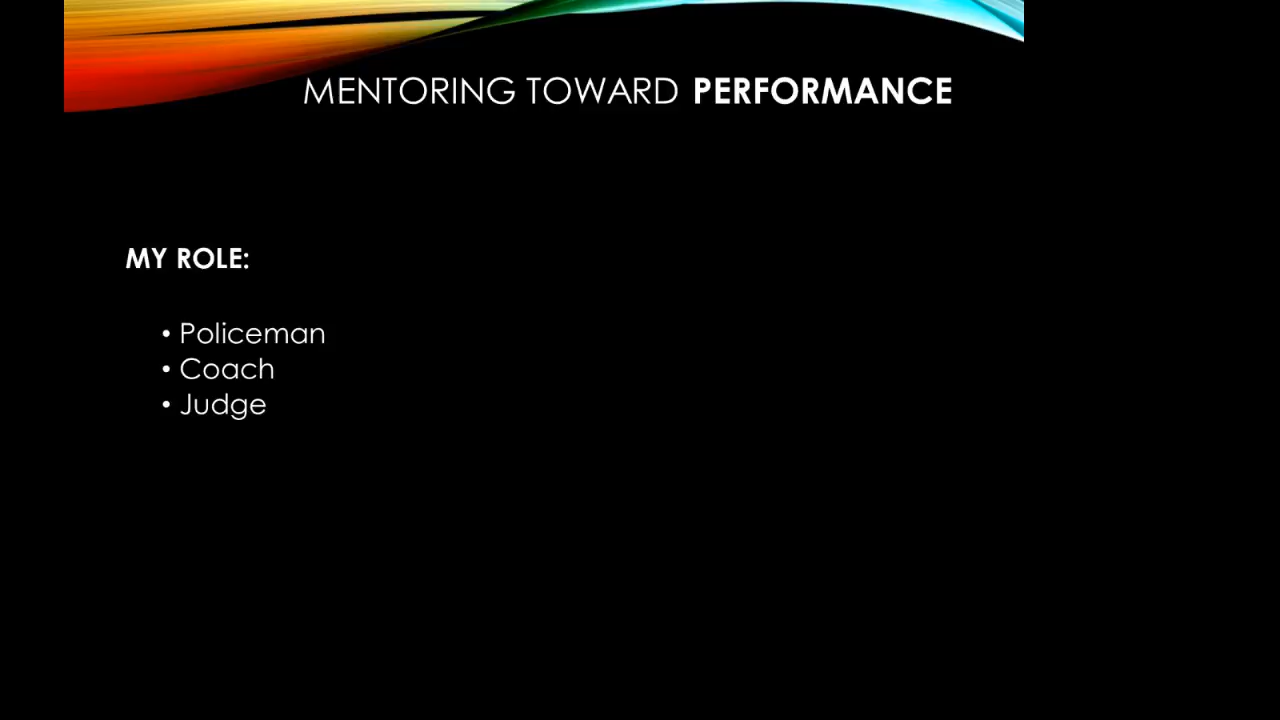 MENTORING TOWARD PERFORMANCE
MY ROLE:
• Policeman
• Coach
• Judge